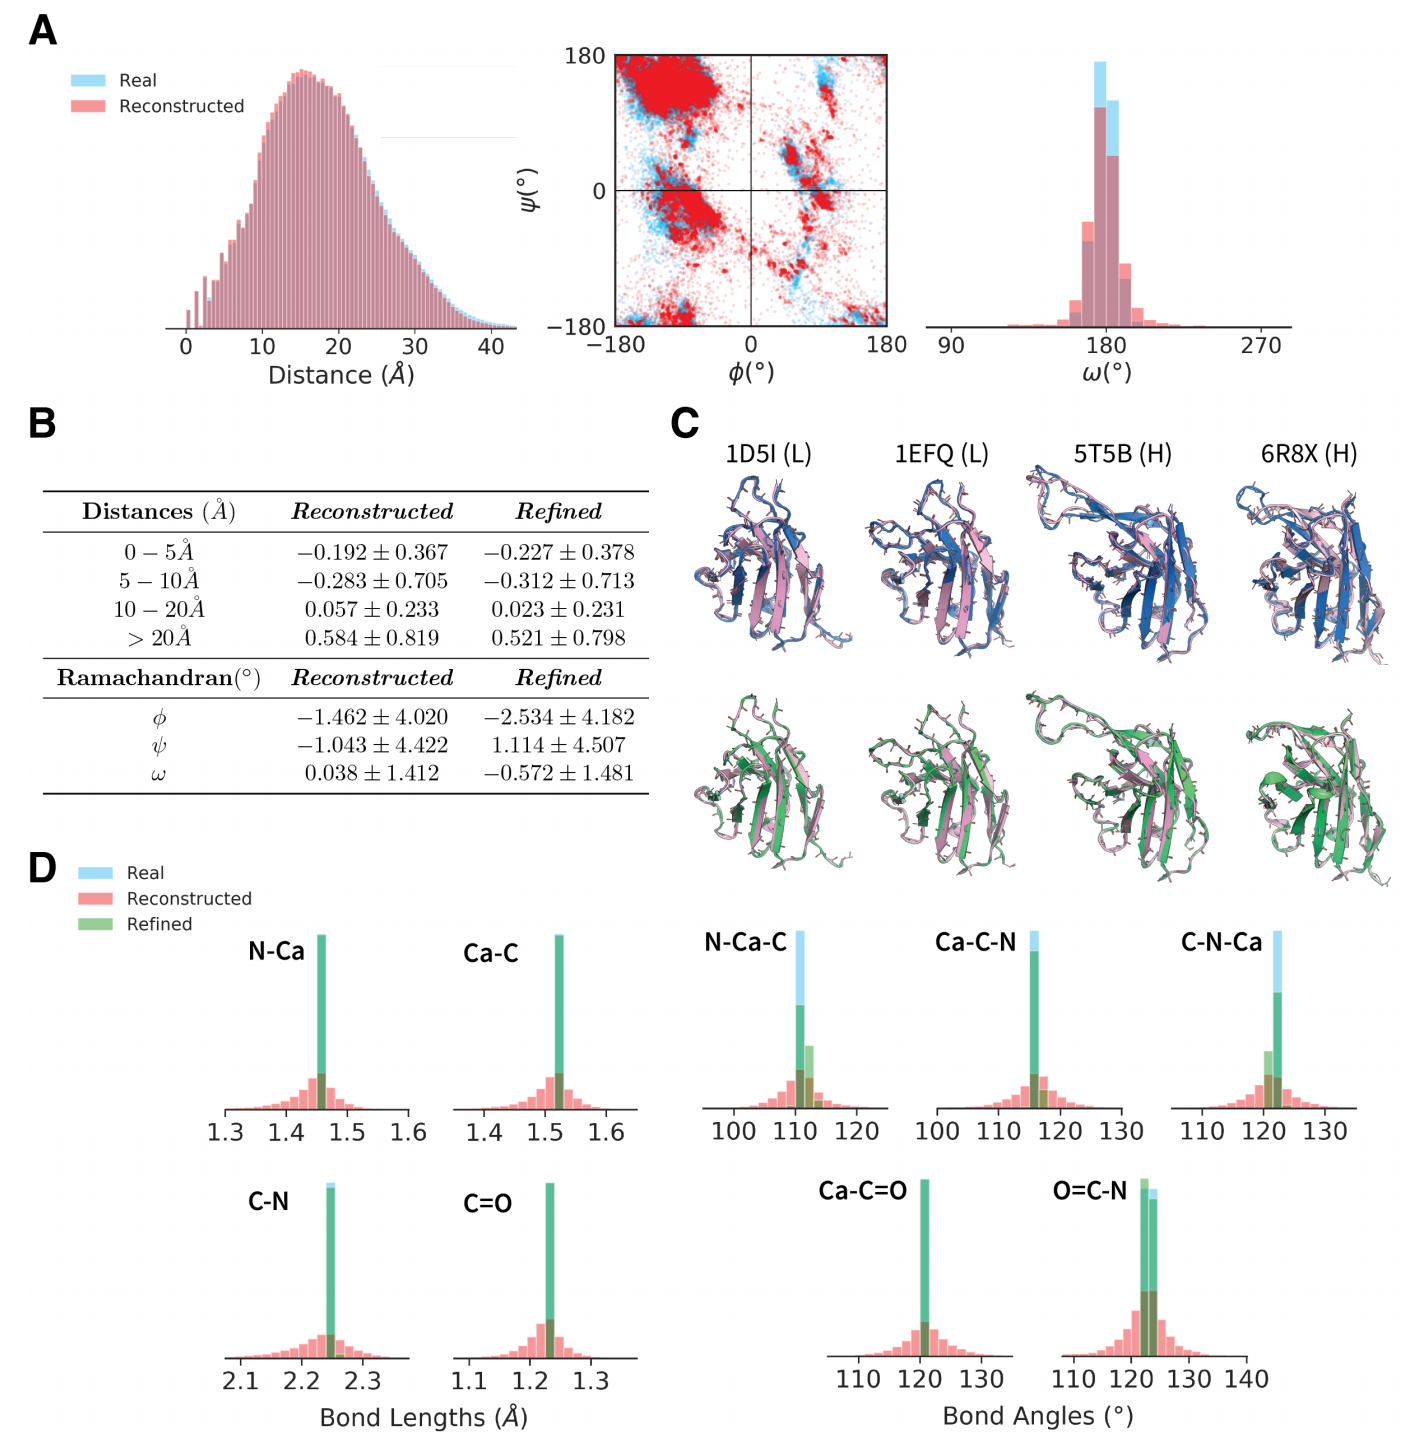 A
Real
Reconstructed
0 10 20 30 40
Distance (Å)
180
0
−180
ψ(°)
−180 0 180
ϕ(°)
90 180 270
ω(°)
B
Distances (Å) Reconstructed Refined
0 − 5Å −0.192 ± 0.367 −0.227 ± 0.378
5 − 10Å −0.283 ± 0.705 −0.312 ± 0.713
10 − 20Å 0.057 ± 0.233 0.023 ± 0.231
> 20Å 0.584 ± 0.819 0.521 ± 0.798
Ramachandran(°) Reconstructed Refined
ϕ −1.462 ± 4.020 −2.534 ± 4.182
ψ −1.043 ± 4.422 1.114 ± 4.507
ω 0.038 ± 1.412 −0.572 ± 1.481
C
1D5I (L) 1EFQ (L) 5T5B (H) 6R8X (H)
D
Real
Reconstructed
Refined
N-Ca
1.3 1.4 1.5 1.6
Ca-C
1.4 1.5 1.6
C-N
2.1 2.2 2.3
C=O
1.1 1.2 1.3
Bond Lengths (Å)
N-Ca-C
100 110 120
Ca-C-N
100 110 120 130
C-N-Ca
110 120 130
Ca-C=O
110 120 130
O=C-N
110 120 130 140
Bond Angles (°)